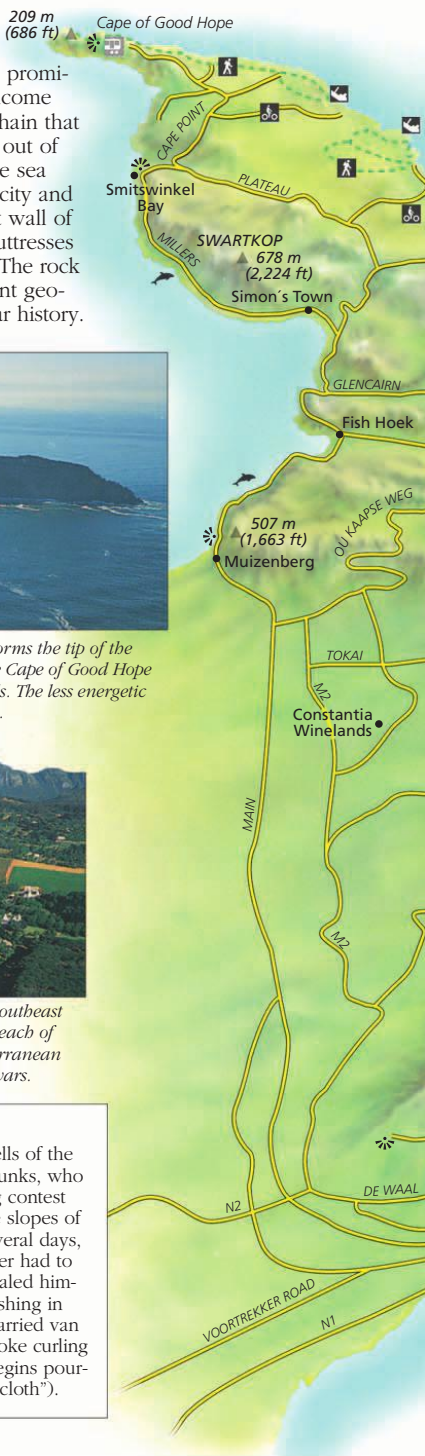 209 m
(686 ft)
Cape of Good Hope
promi-
come
hain that
out of
e sea
city and
t wall of
uttresses
The rock
nt geo-
ar history.
CAPE POINT
Smitswinkel
Bay
PLATEAU
MILLERS
SWARTKOP
678 m
(2,224 ft)
Simon´s Town
GLENCAIRN
Fish Hoek
OU KAAPSE WEG
507 m
(1,663 ft)
Muizenberg
orms the tip of the
e Cape of Good Hope
s. The less energetic
.
TOKAI
M2
Constantia
Winelands
MAIN
M2
outheast
each of
rranean
vars.
ells of the
unks, who
g contest
e slopes of
veral days,
er had to
aled him-
shing in
arried van
oke curling
egins pour-
cloth”).
DE WAAL
N2
VOORTREKKER ROAD
N1